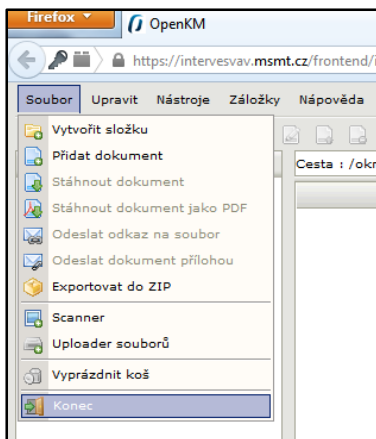 Firefox
OpenKM
https://intervesvav.msmt.cz/frontend/i
Soubor Upravit Nástroje Záložky Nápověda
Vytvořit složku
Přidat dokument
Cesta : /okr
Stáhnout dokument
Stáhnout dokument jako PDF
Odeslat odkaz na soubor
Odeslat dokument přílohou
Exportovat do ZIP
Scanner
Uploader souborů
Vyprázdnit koš
Konec